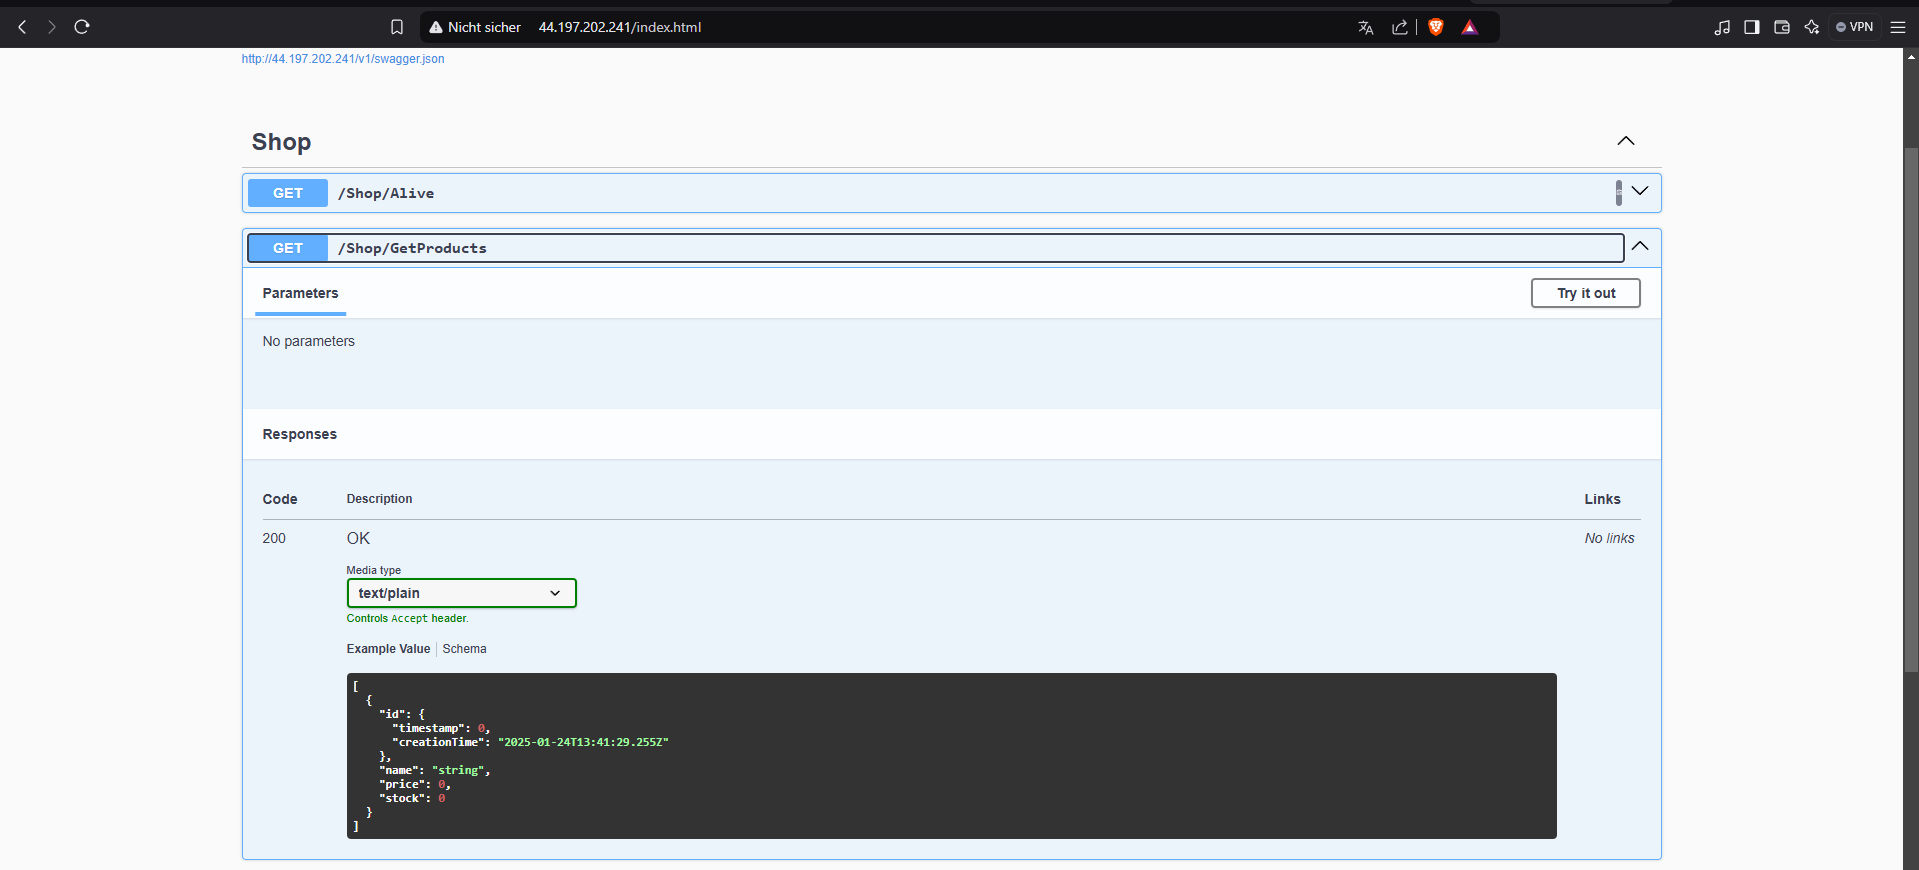 Nicht sicher 44.197.202.241/index.html
VPN
http://44.197.202.241/v1/swagger.json
Shop
GET /Shop/Alive
GET /Shop/GetProducts
Parameters
Try it out
No parameters
Responses
Code Description Links
200 OK No links
Media type
text/plain
Controls Accept header.
Example Value Schema
[
{
"id": {
"timestamp": 0,
"creationTime": "2025-01-24T13:41:29.255Z"
},
"name": "string",
"price": 0,
"stock": 0
}
]